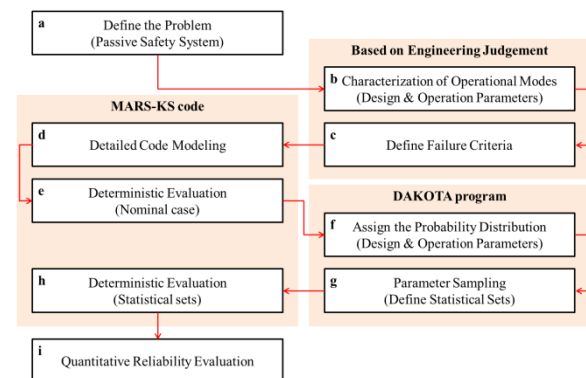 a
Define the Problem
(Passive Safety System)
Based on Engineering Judgement
b
Characterization of Operational Modes
(Design & Operation Parameters)
MARS-KS code
d
Detailed Code Modeling
c
Define Failure Criteria
e
Deterministic Evaluation
(Nominal case)
DAKOTA program
f
Assign the Probability Distribution
(Design & Operation Parameters)
h
Deterministic Evaluation
(Statistical sets)
g
Parameter Sampling
(Define Statistical Sets)
i
Quantitative Reliability Evaluation